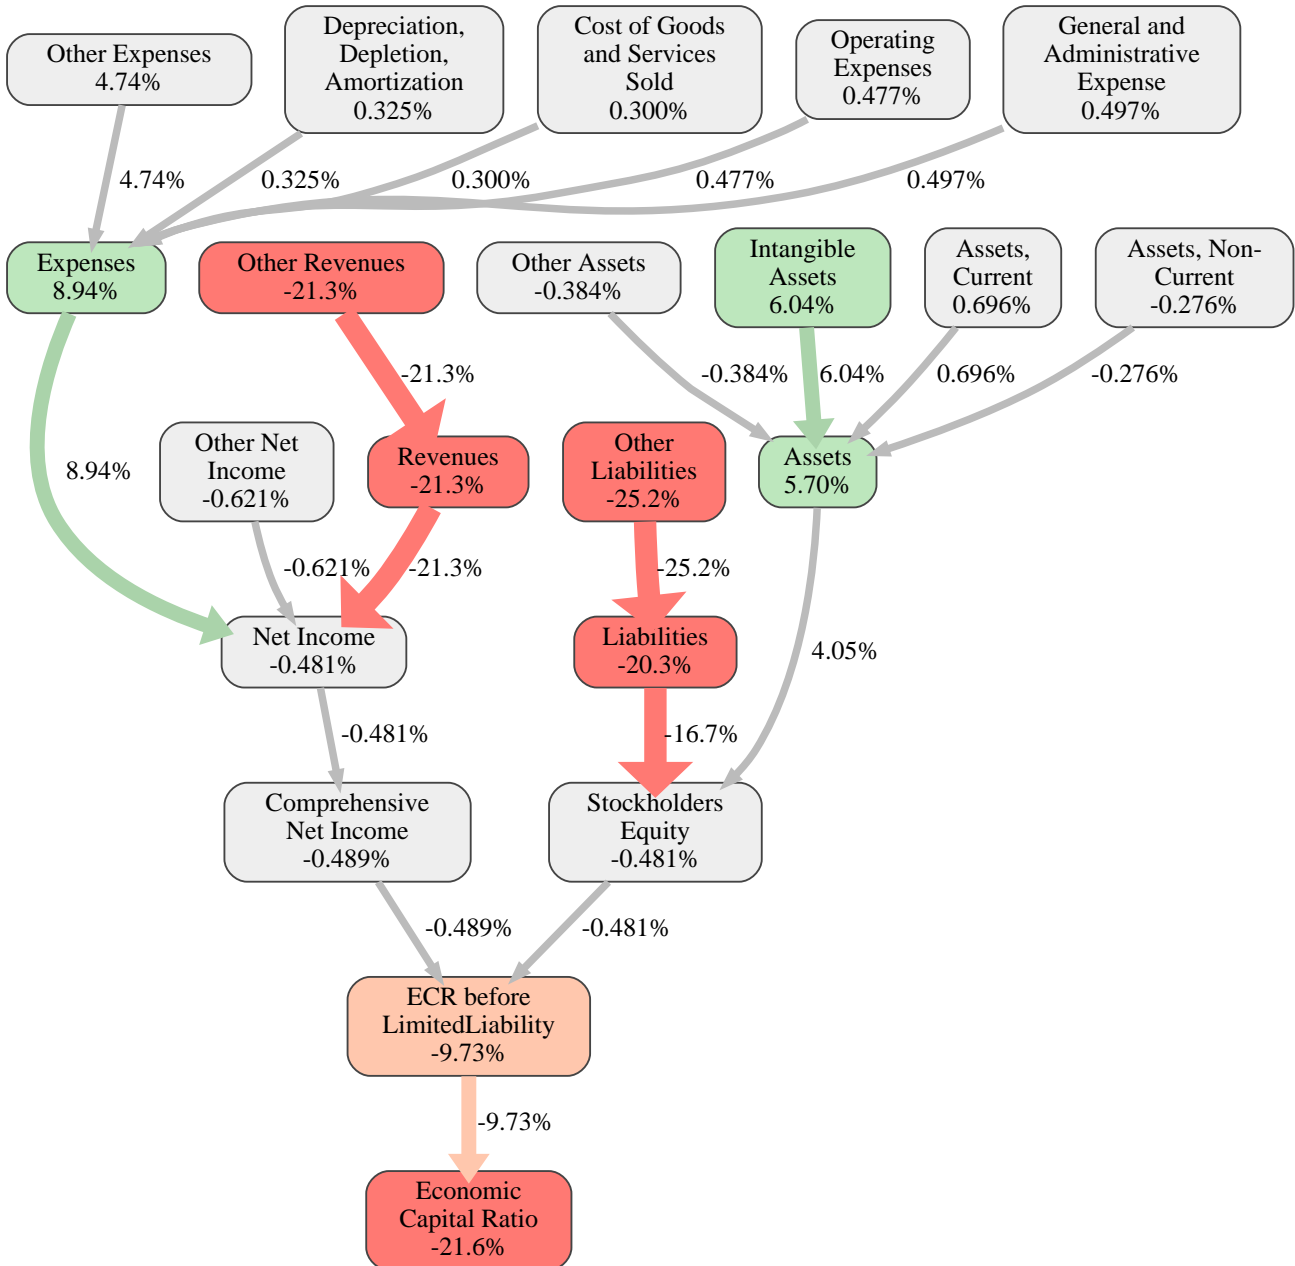 Other Expenses
4.74%
Depreciation,
Depletion,
Amortization
0.325%
Cost of Goods
and Services
Sold
0.300%
Operating
Expenses
0.477%
General and
Administrative
Expense
0.497%
4.74%
0.325%
0.300%
0.477%
0.497%
Expenses
8.94%
Other Revenues
-21.3%
Other Assets
-0.384%
Intangible
Assets
6.04%
Assets,
Current
0.696%
Assets, Non-
Current
-0.276%
-21.3%
-0.384%
6.04%
0.696%
-0.276%
8.94%
Other Net
Income
-0.621%
Revenues
-21.3%
Other
Liabilities
-25.2%
Assets
5.70%
-0.621%
-21.3%
-25.2%
Net Income
-0.481%
Liabilities
-20.3%
4.05%
-0.481%
-16.7%
Comprehensive
Net Income
-0.489%
Stockholders
Equity
-0.481%
-0.489%
-0.481%
ECR before
LimitedLiability
-9.73%
-9.73%
Economic
Capital Ratio
-21.6%